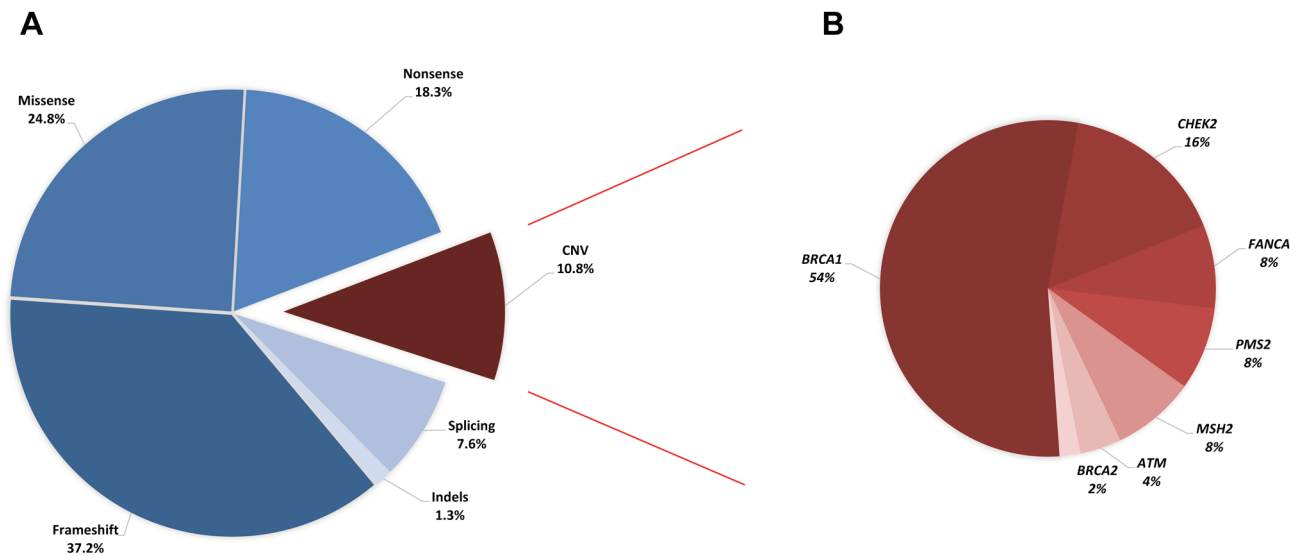 A
B
Nonsense
18.3%
Missense
24.8%
CNV
10.8%
Splicing
7.6%
Indels
1.3%
Frameshift
37.2%
CHEK2
16%
FANCA
8%
BRCA1
54%
PMS2
8%
MSH2
8%
ATM
4%
BRCA2
2%